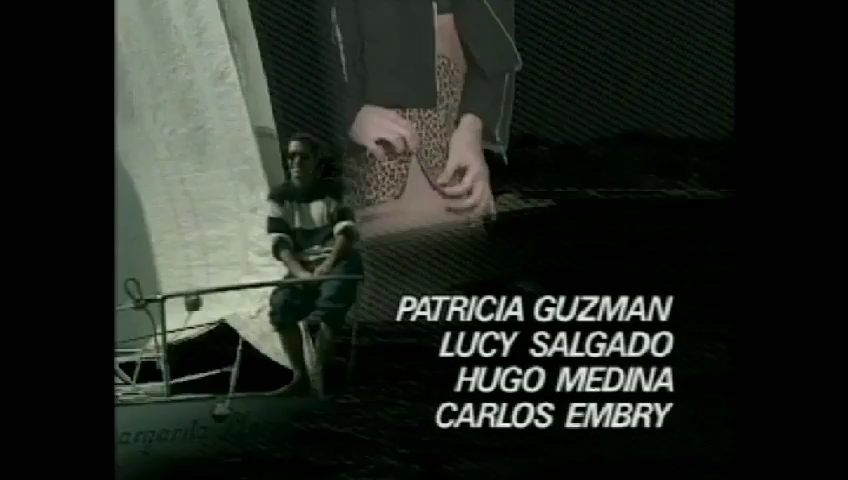 PATRICIA GUZMAN
LUCY SALGADO
HUGO MEDINA
CARLOS EMBRY